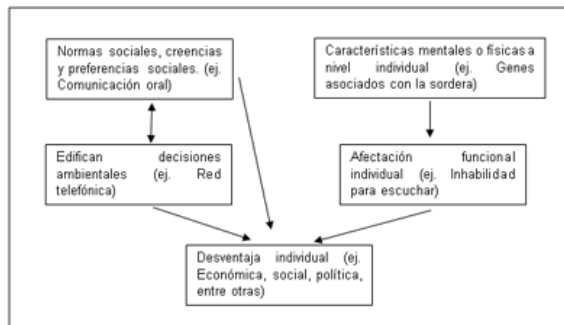 Normas sociales, creencias
y preferencias sociales. (ej.
Comunicación oral)
Características mentales o físicas a
nivel individual (ej. Genes
asociados con la sordera)
Edifican decisiones
ambientales (ej. Red
telefónica)
Afectación funcional
individual (ej. Inhabilidad
para escuchar)
Desventaja individual (ej.
Económica, social, política,
entre otras)